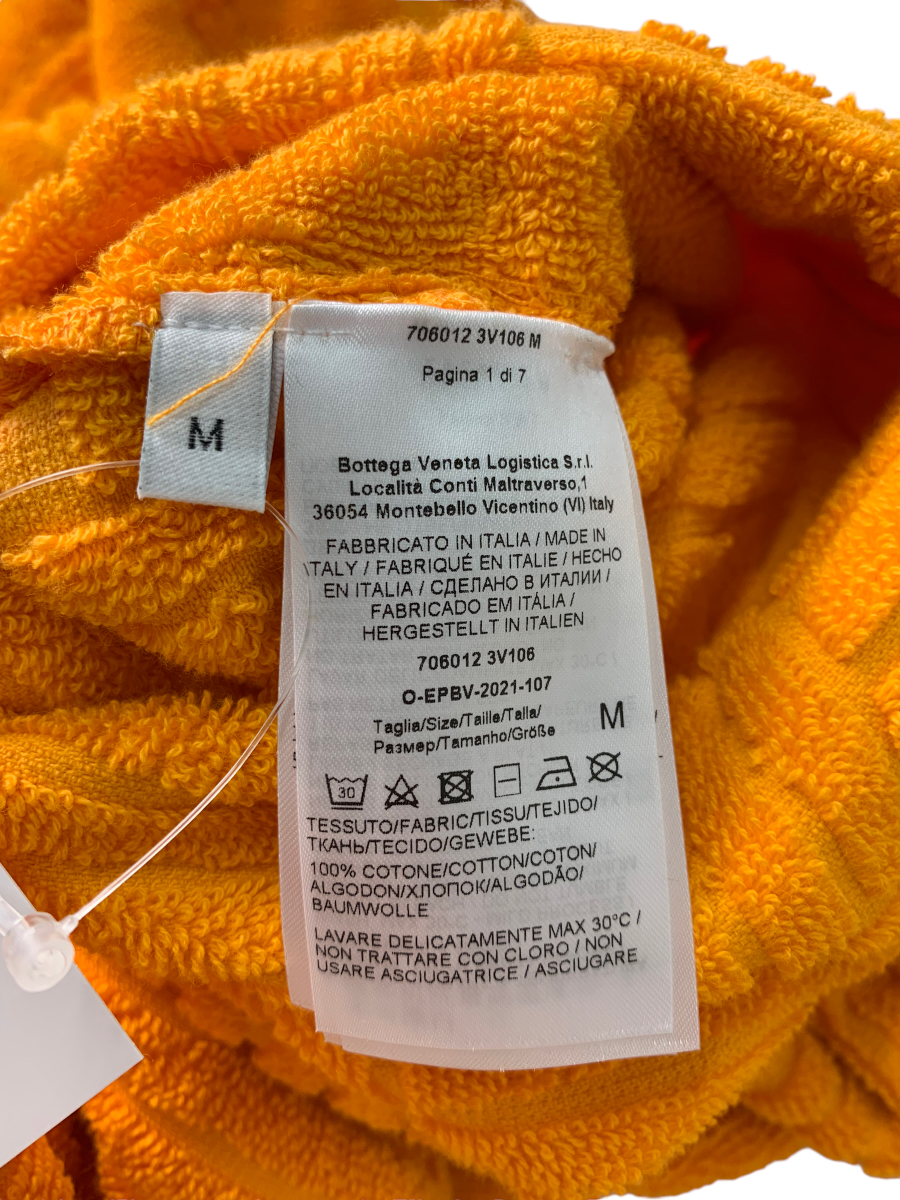 M
706012 3V106 M
Pagina 1 di 7
Bottega Veneta Logistica S.r.l.
Località Conti Maltraverso,1
36054 Montebello Vicentino (VI) Italy
FABBRICATO IN ITALIA / MADE IN
ITALY / FABRIQUÉ EN ITALIE / HECHO
EN ITALIA / СДЕЛАНО В ИТАЛИИ /
FABRICADO EM ITÁLIA /
HERGESTELLT IN ITALIEN
706012 3V106
O-EPBV-2021-107
Taglia/Size/Taille/Talla/
Размер/Tamanho/Größe M
30
TESSUTO/FABRIC/TISSU/TEJIDO/
ТКАНЬ/TECIDO/GEWEBE:
100% COTONE/COTTON/COTON/
ALGODON/ХЛОПОК/ALGODÃO/
BAUMWOLLE
LAVARE DELICATAMENTE MAX 30°C /
NON TRATTARE CON CLORO / NON
USARE ASCIUGATRICE / ASCIUGARE